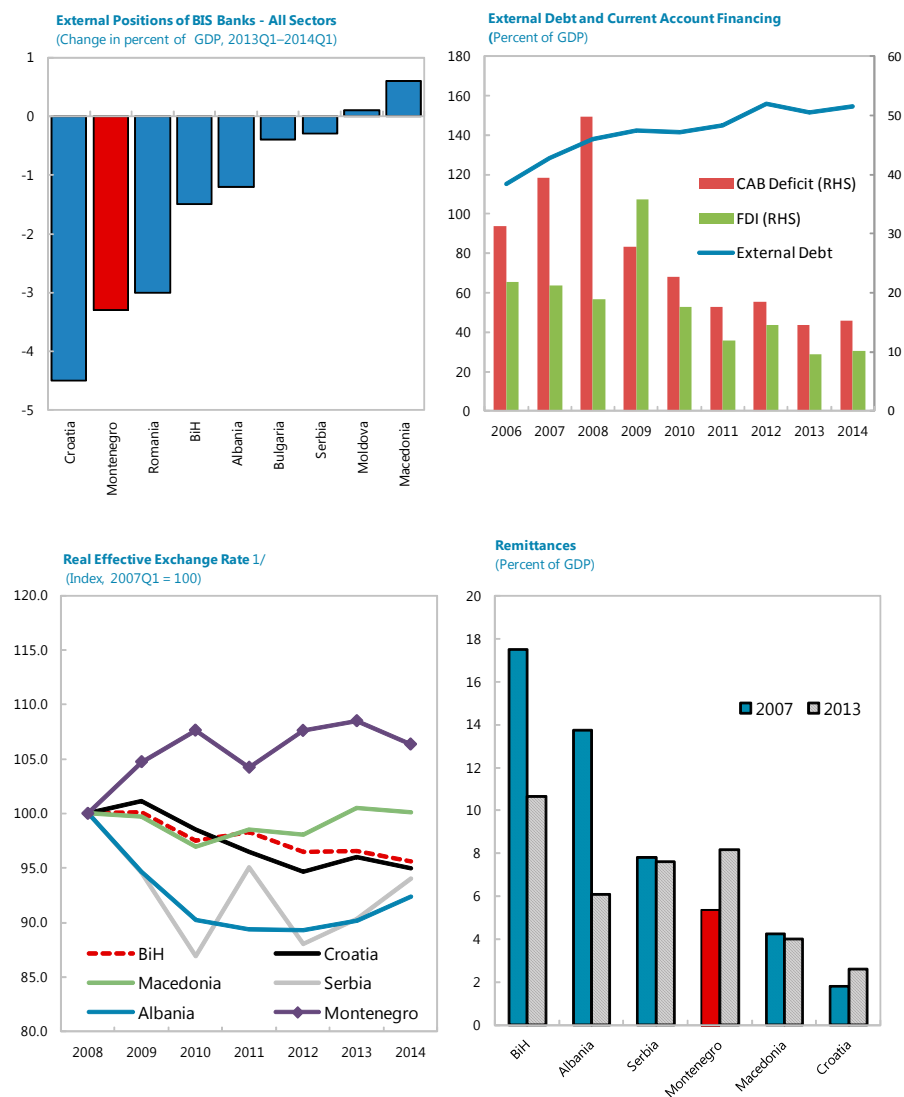 External Positions of BIS Banks - All Sectors
(Change in percent of GDP, 2013Q1–2014Q1)
1
0
-1
-2
-3
-4
-5
Croatia
Montenegro
Romania
BiH
Albania
Bulgaria
Serbia
Moldova
Macedonia
External Debt and Current Account Financing
(Percent of GDP)
180
160
140
120
100
80
60
40
20
0
60
50
40
30
20
10
0
CAB Deficit (RHS)
FDI (RHS)
External Debt
2006 2007 2008 2009 2010 2011 2012 2013 2014
Real Effective Exchange Rate 1/
(Index, 2007Q1 = 100)
120.0
115.0
110.0
105.0
100.0
95.0
90.0
85.0
80.0
BiH Croatia
Macedonia Serbia
Albania Montenegro
2008 2009 2010 2011 2012 2013 2014
Remittances
(Percent of GDP)
20
18
16
14
12
10
8
6
4
2
0
2007 2013
BiH
Albania
Serbia
Montenegro
Macedonia
Croatia